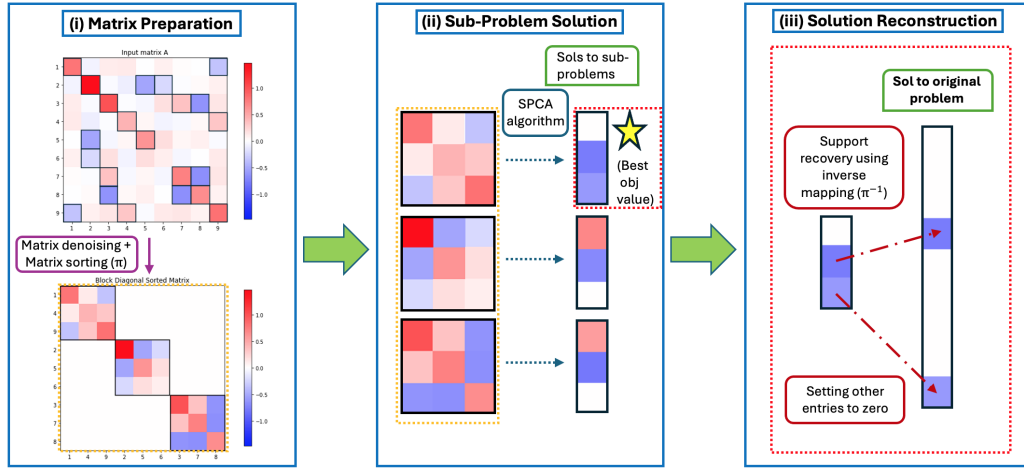 (i) Matrix Preparation
Input matrix A
1
2
3
4
5
6
7
8
9
1 2 3 4 5 6 7 8 9
1.0
0.5
0.0
−0.5
−1.0
Matrix denoising +
Matrix sorting (π)
Block Diagonal Sorted Matrix
1
4
9
2
5
6
3
7
8
1 4 9 2 5 6 3 7 8
1.0
0.5
0.0
−0.5
−1.0
(ii) Sub-Problem Solution
Sols to sub-
problems
SPCA
algorithm
(Best
obj
value)
(iii) Solution Reconstruction
Sol to original
problem
Support
recovery using
inverse
mapping (π⁻¹)
Setting other
entries to zero